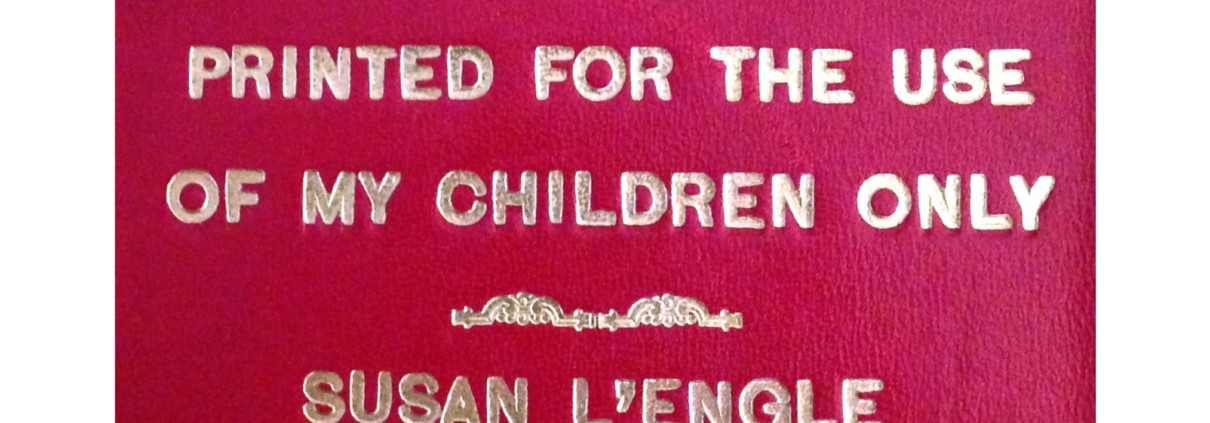 PRINTED FOR THE USE
OF MY CHILDREN ONLY
SUSAN L'ENGLE